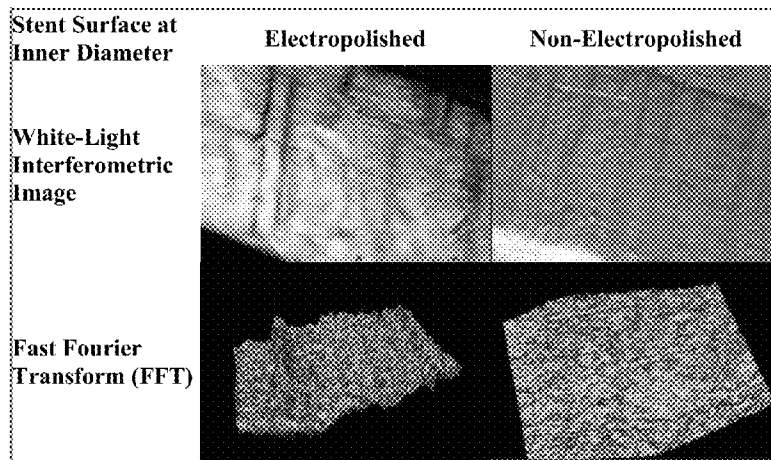 Stent Surface at
Inner Diameter
Electropolished
Non-Electropolished
White-Light
Interferometric
Image
Fast Fourier
Transform (FFT)